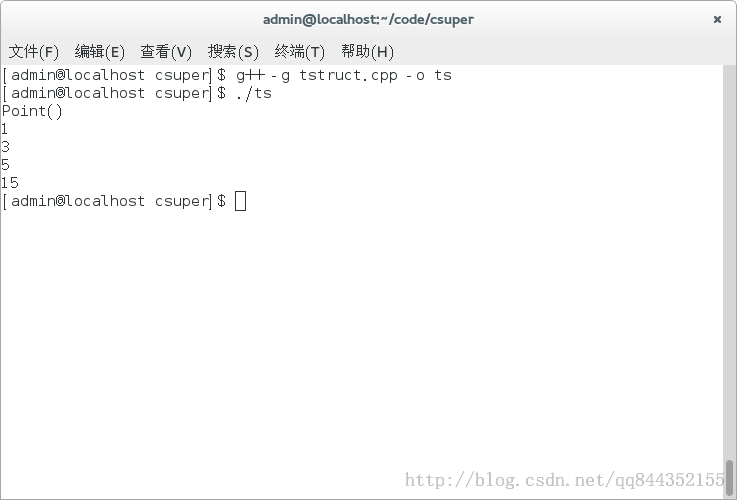 admin@localhost:~/code/csuper ×
文件(F) 编辑(E) 查看(V) 搜索(S) 终端(T) 帮助(H)
[admin@localhost csuper]$ g++ -g tstruct.cpp -o ts
[admin@localhost csuper]$ ./ts
Point()
1
3
5
15
[admin@localhost csuper]$
http://blog.csdn.net/qq844352155